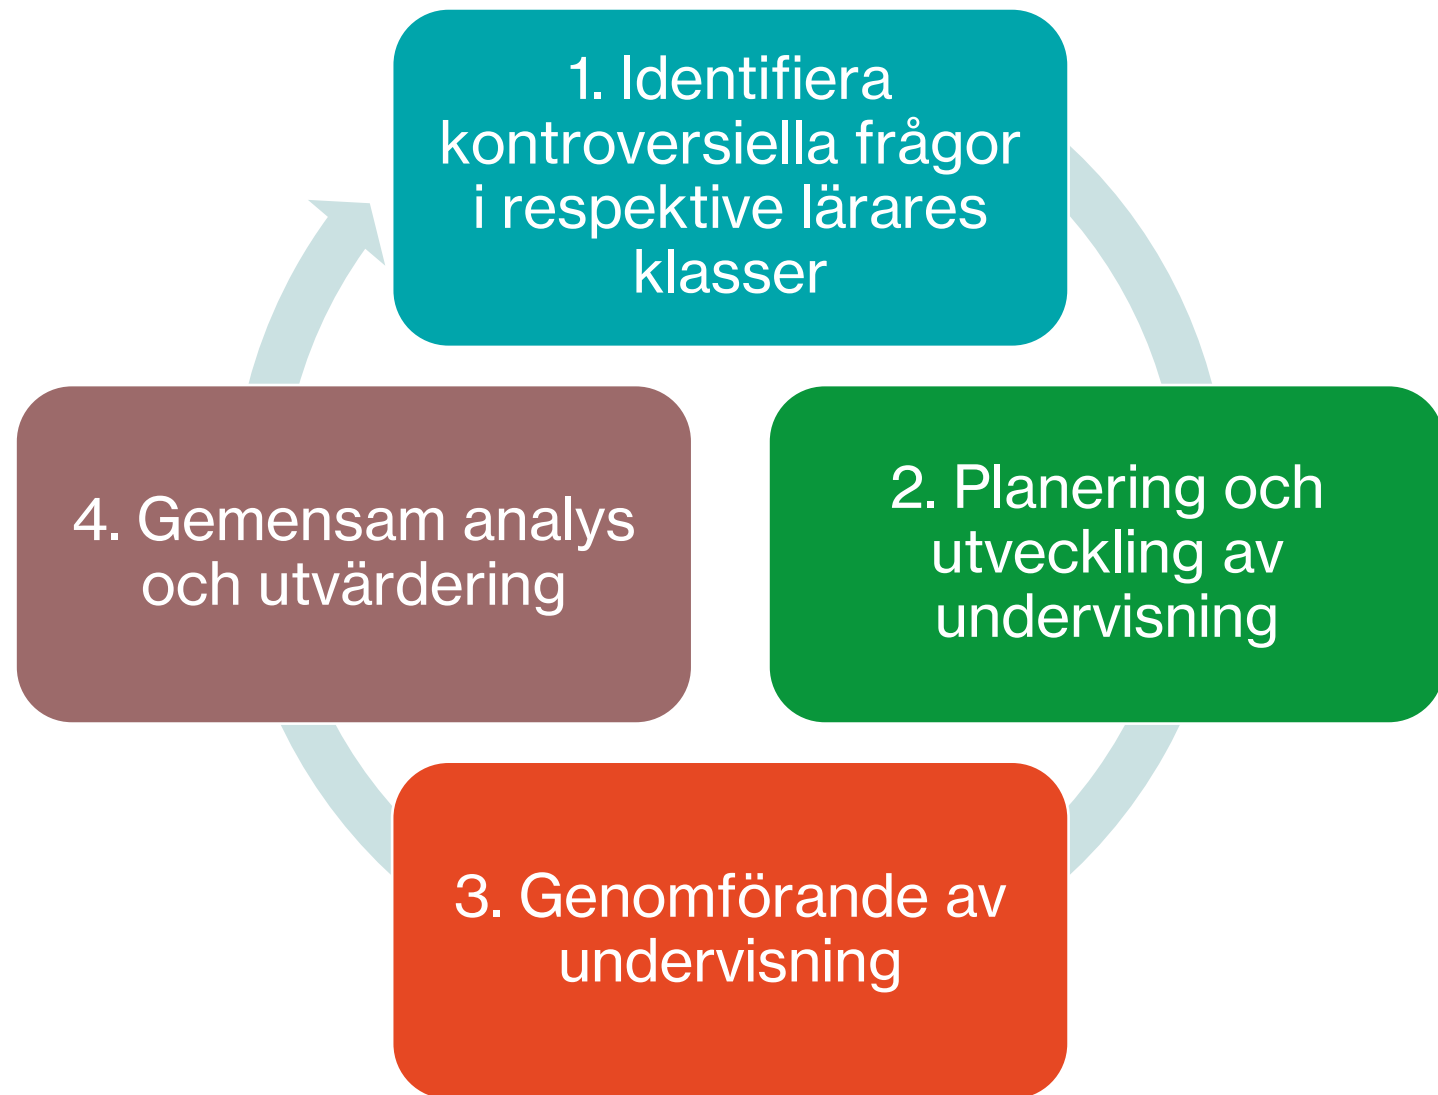 1. Identifiera
kontroversiella frågor
i respektive lärares
klasser
2. Planering och
utveckling av
undervisning
3. Genomförande av
undervisning
4. Gemensam analys
och utvärdering